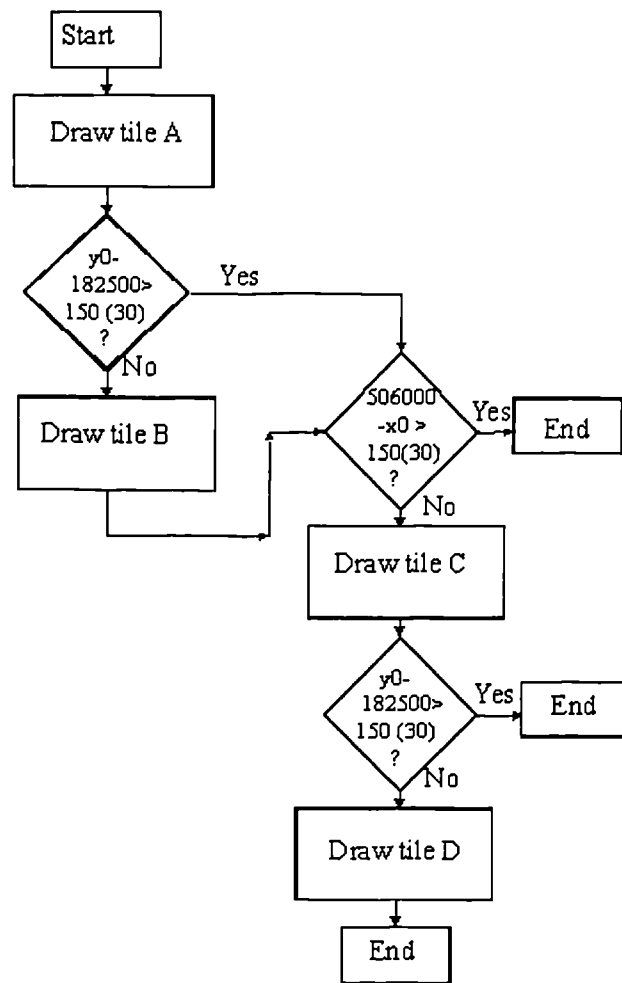 Start
Draw tile A
y0-
182500>
150 (30)
?
Yes
No
Draw tile B
506000
-x0 >
150(30)
?
Yes
End
No
Draw tile C
y0-
182500>
150 (30)
?
Yes
End
No
Draw tile D
End